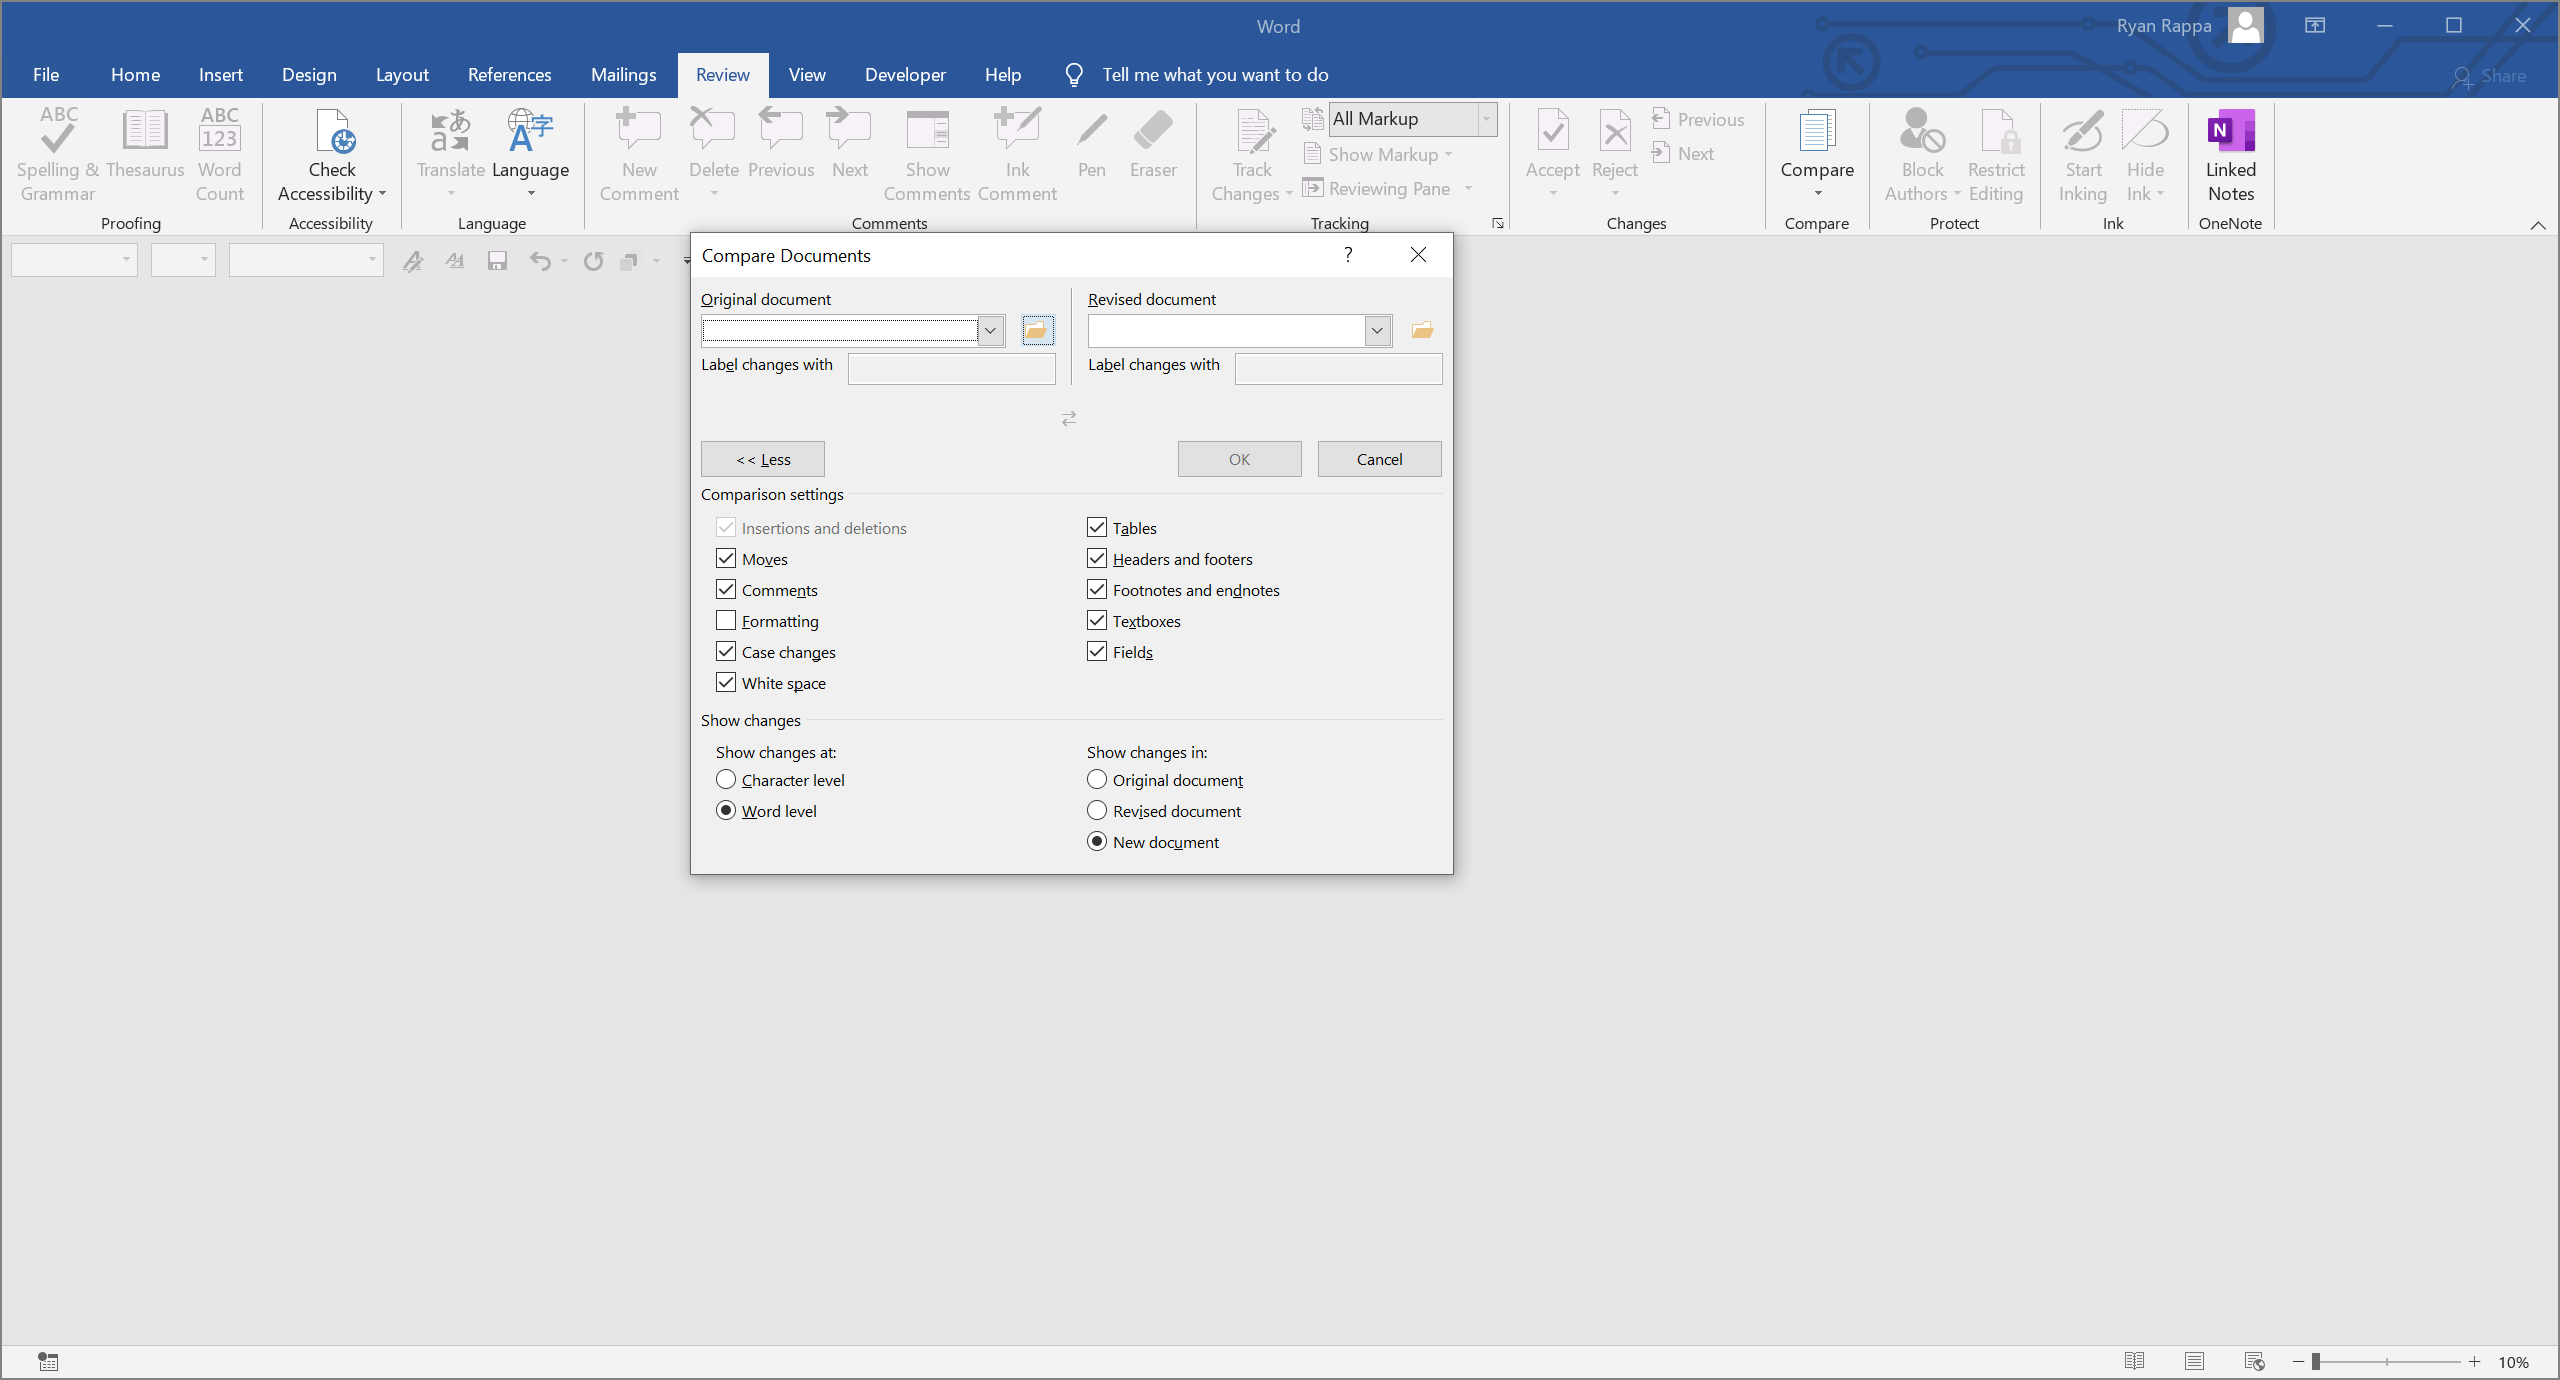 Word
Ryan Rappa
File Home Insert Design Layout References Mailings Review View Developer Help Tell me what you want to do Share
ABC ABC
123
All Markup
Previous
Show Markup
Next
Spelling & Thesaurus Word
Grammar Count
Check
Accessibility
Translate Language
New Delete Previous Next Show Ink Pen Eraser
Comment Comments Comment
Track
Changes
Reviewing Pane
Accept Reject
Compare
Block Restrict
Authors Editing
Start Hide
Inking Ink
N
Linked
Notes
Proofing Accessibility Language Comments Tracking Changes Compare Protect Ink OneNote
Compare Documents ?
Original document Revised document
Label changes with Label changes with
<< Less OK Cancel
Comparison settings
Insertions and deletions Tables
Moves Headers and footers
Comments Footnotes and endnotes
Formatting Textboxes
Case changes Fields
White space
Show changes
Show changes at: Show changes in:
Character level Original document
Word level Revised document
New document
10%